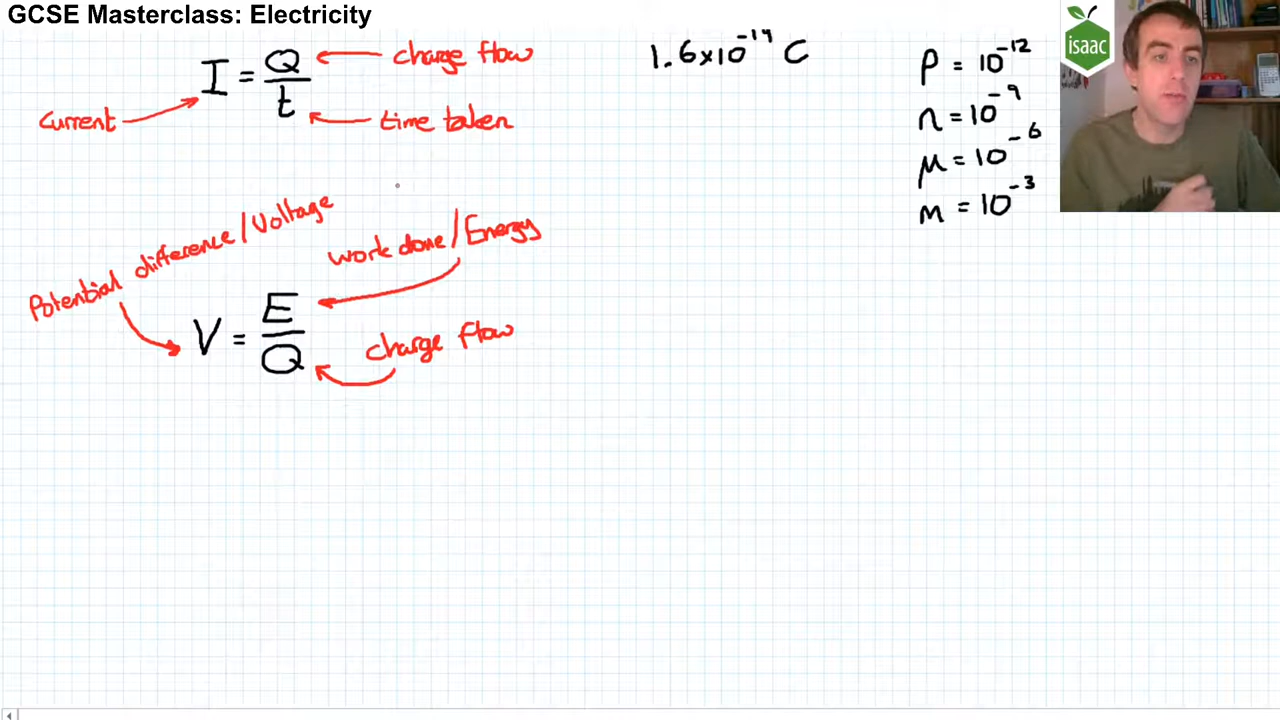 GCSE Masterclass: Electricity
I = Q/t
charge flow
Current
time taken
1.6×10⁻¹⁹ C
p = 10⁻¹²
n = 10⁻⁹
μ = 10⁻⁶
m = 10⁻³
isaac
Potential difference/Voltage
work done/Energy
V = E/Q
charge flow